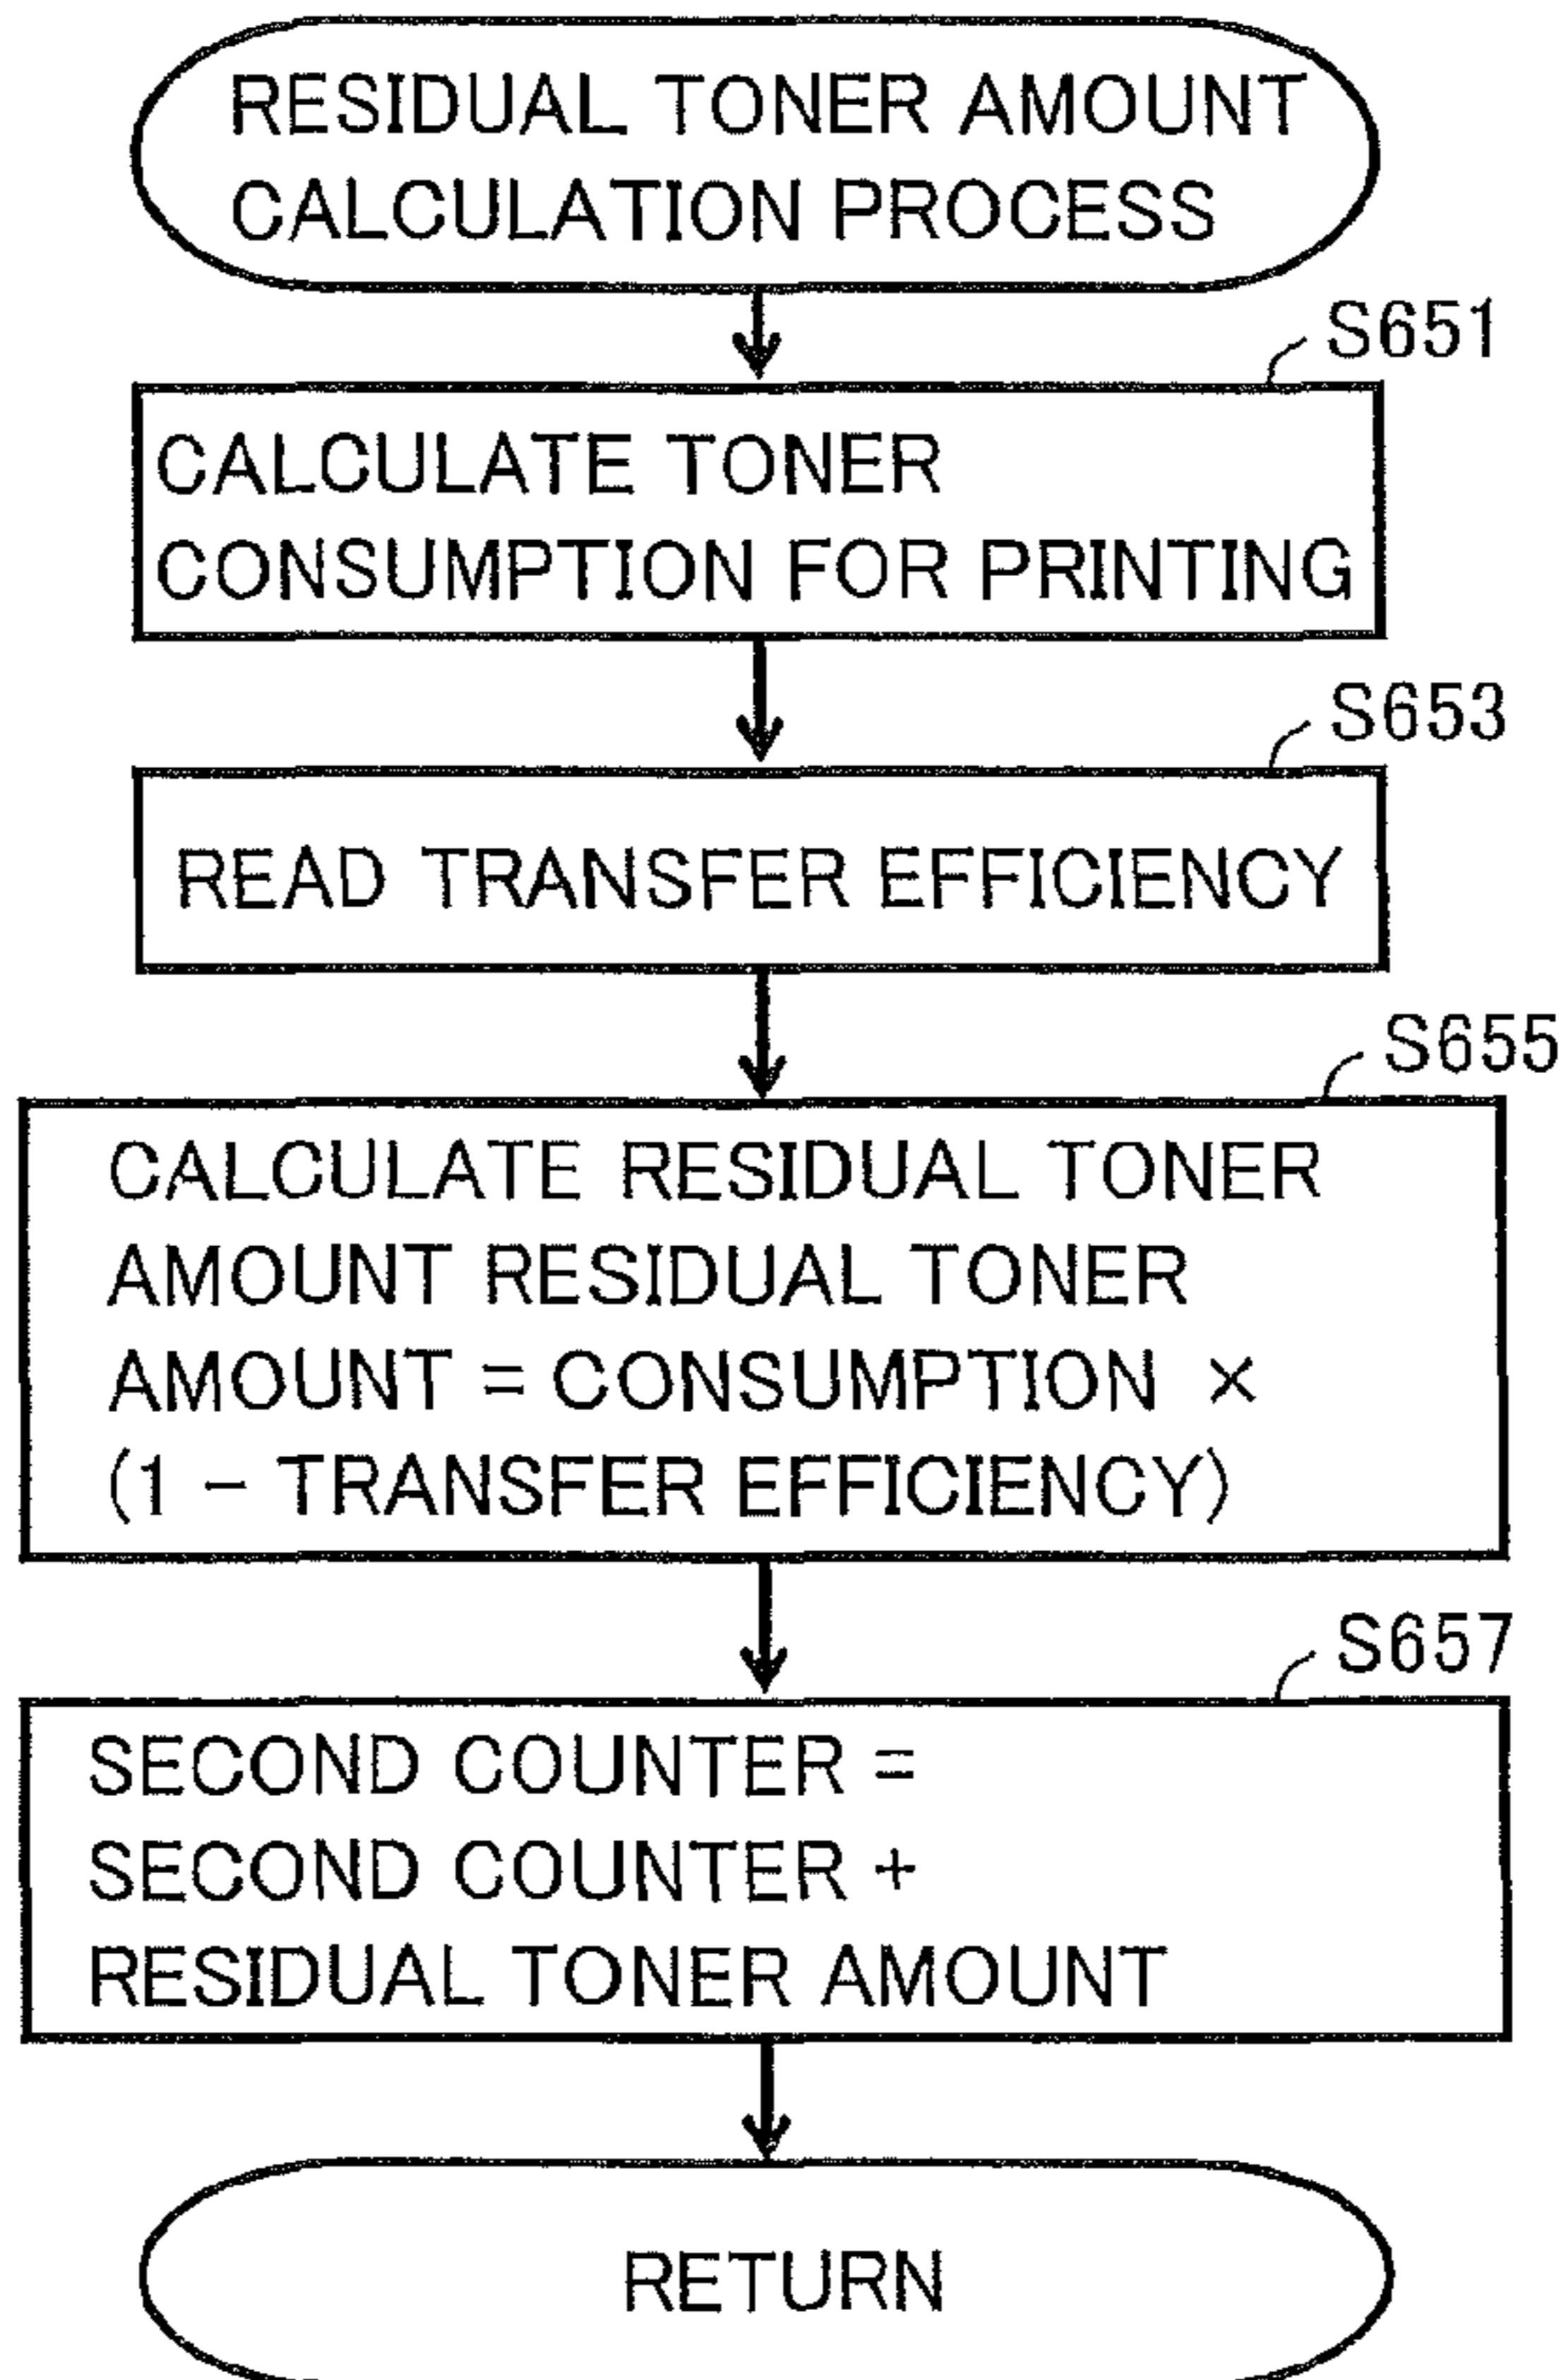 RESIDUAL TONER AMOUNT
CALCULATION PROCESS
S651
CALCULATE TONER
CONSUMPTION FOR PRINTING
S653
READ TRANSFER EFFICIENCY
S655
CALCULATE RESIDUAL TONER
AMOUNT RESIDUAL TONER
AMOUNT = CONSUMPTION ×
(1 - TRANSFER EFFICIENCY)
S657
SECOND COUNTER =
SECOND COUNTER +
RESIDUAL TONER AMOUNT
RETURN